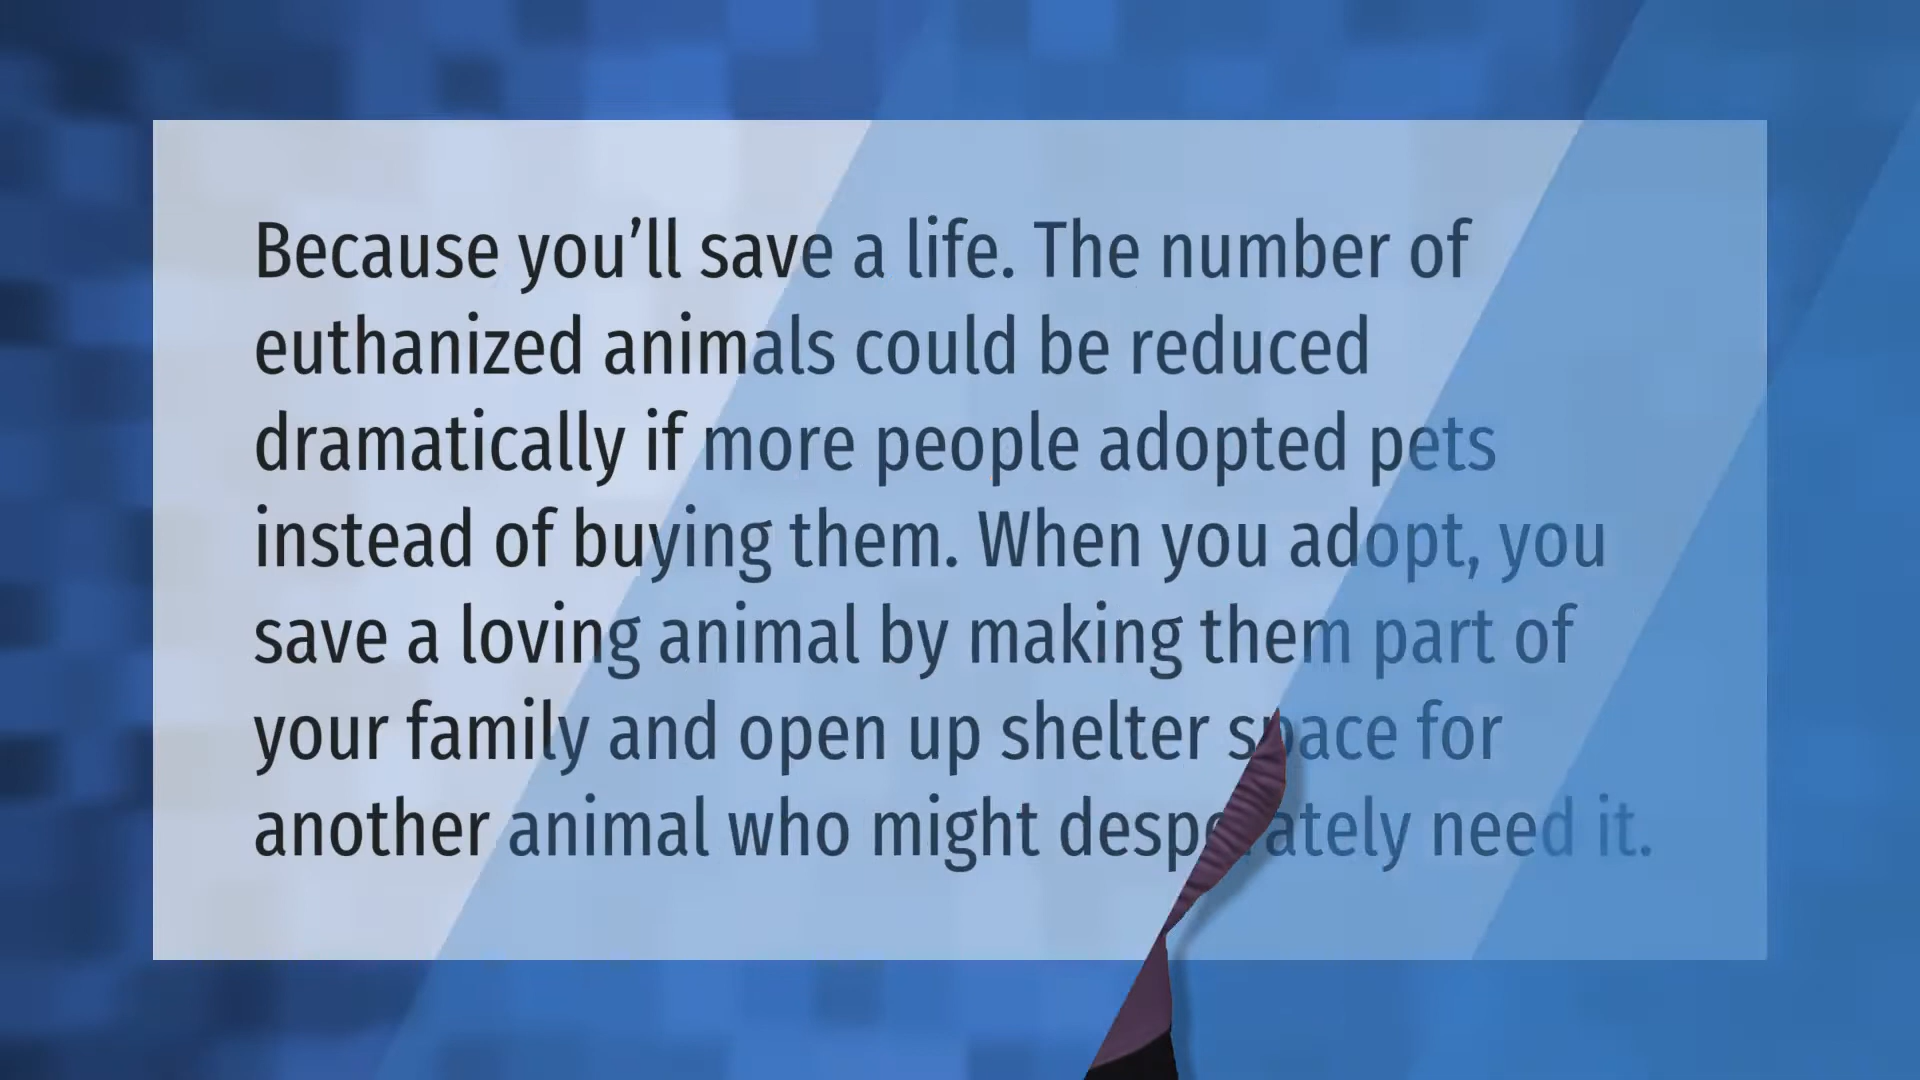 Because you’ll save a life. The number of
euthanized animals could be reduced
dramatically if more people adopted pets
instead of buying them. When you adopt, you
save a loving animal by making them part of
your family and open up shelter space for
another animal who might desperately need it.